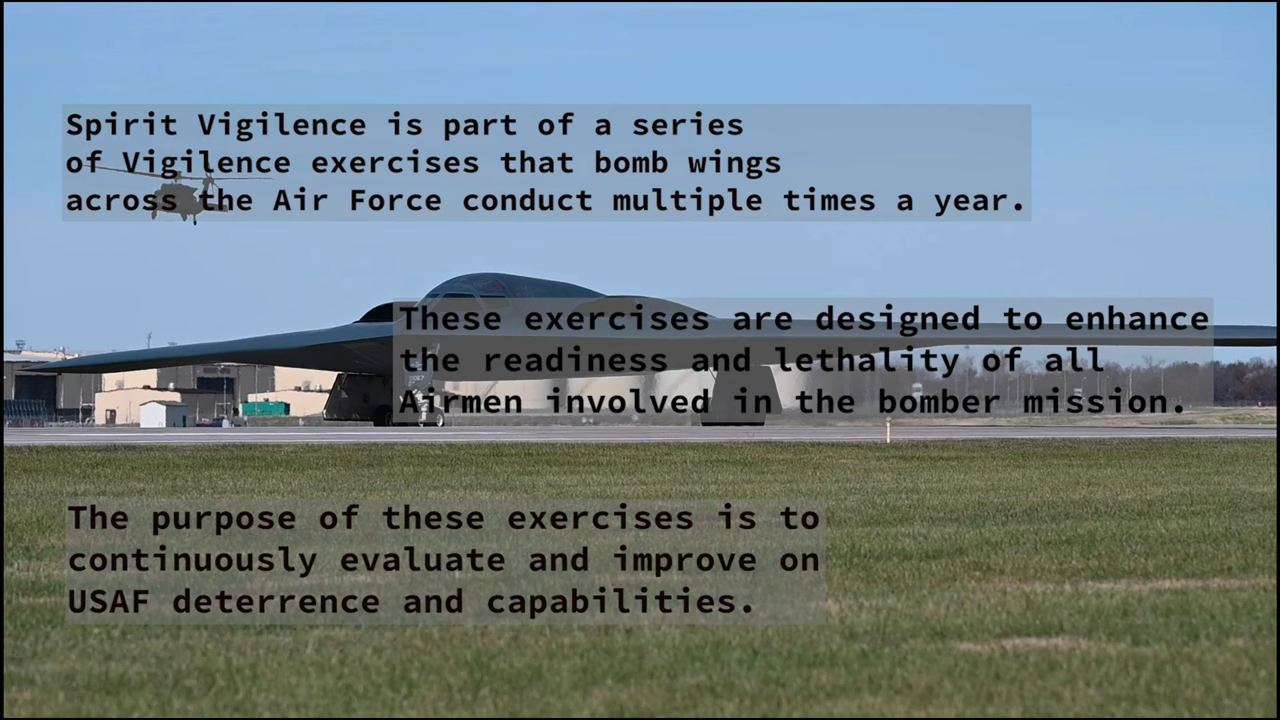 Spirit Vigilence is part of a series
of Vigilence exercises that bomb wings
across the Air Force conduct multiple times a year.
These exercises are designed to enhance
the readiness and lethality of all
Airmen involved in the bomber mission.
The purpose of these exercises is to
continuously evaluate and improve on
USAF deterrence and capabilities.